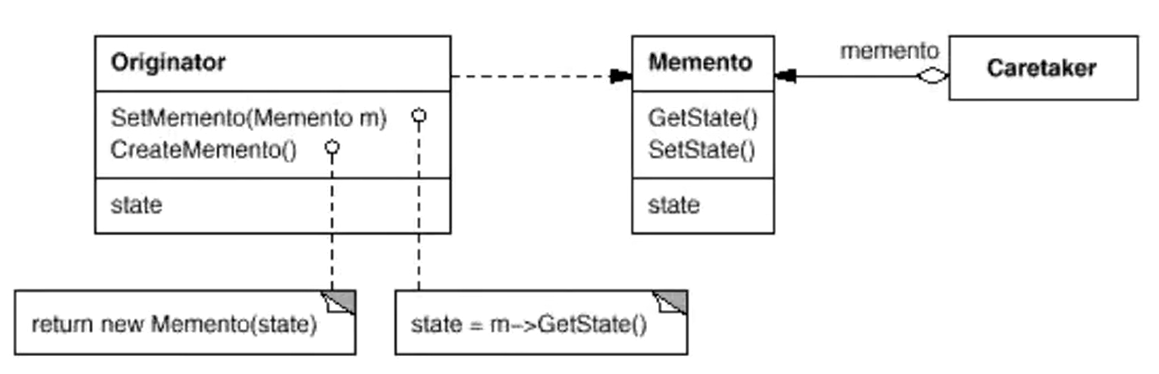 Originator
SetMemento(Memento m)
CreateMemento()
state
Memento
GetState()
SetState()
state
memento
Caretaker
return new Memento(state)
state = m->GetState()